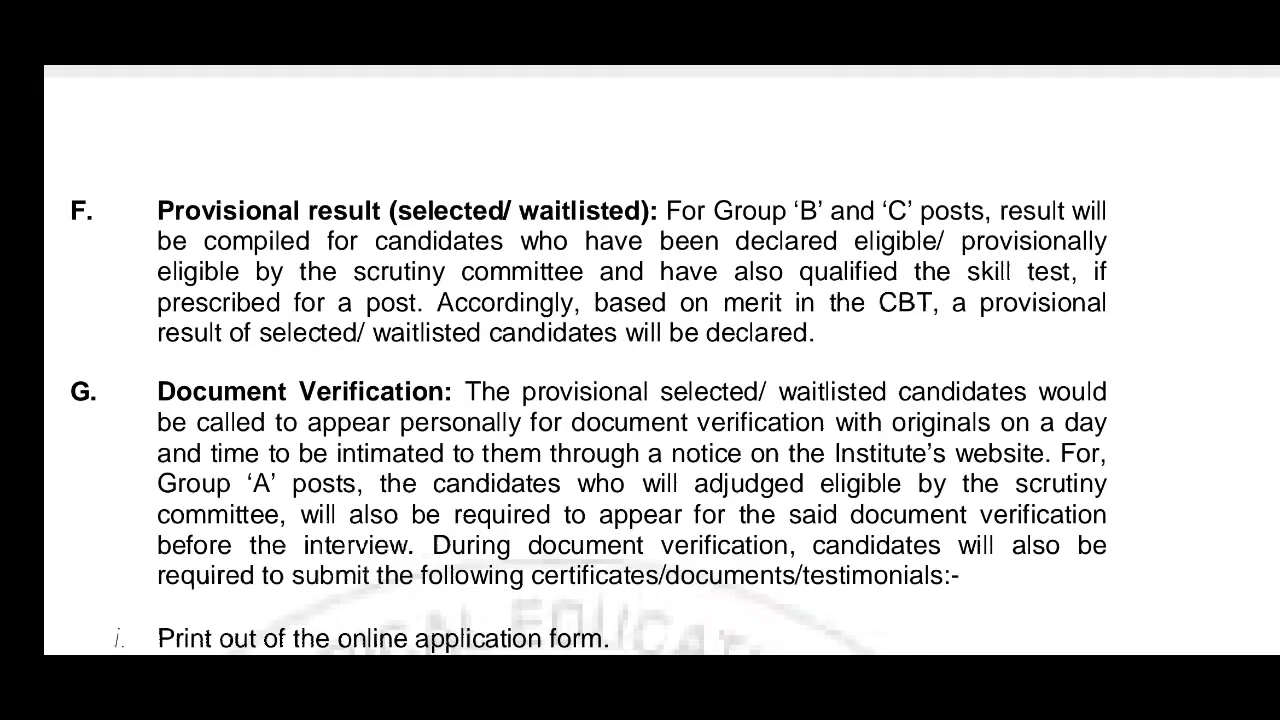 F. Provisional result (selected/ waitlisted): For Group ‘B’ and ‘C’ posts, result will
be compiled for candidates who have been declared eligible/ provisionally
eligible by the scrutiny committee and have also qualified the skill test, if
prescribed for a post. Accordingly, based on merit in the CBT, a provisional
result of selected/ waitlisted candidates will be declared.
G. Document Verification: The provisional selected/ waitlisted candidates would
be called to appear personally for document verification with originals on a day
and time to be intimated to them through a notice on the Institute’s website. For,
Group ‘A’ posts, the candidates who will adjudged eligible by the scrutiny
committee, will also be required to appear for the said document verification
before the interview. During document verification, candidates will also be
required to submit the following certificates/documents/testimonials:-
i. Print out of the online application form.